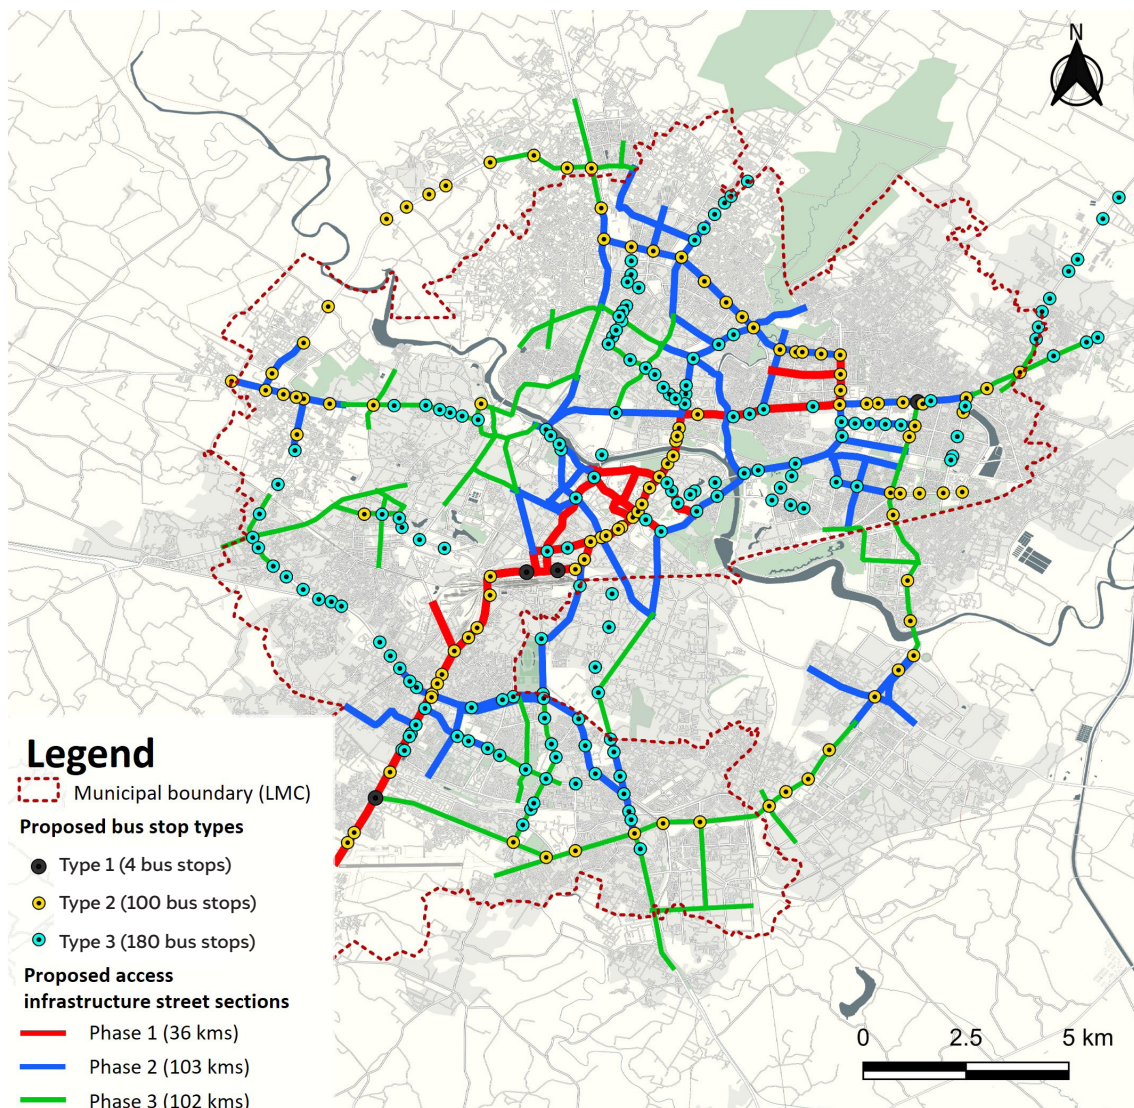 N
Legend
Municipal boundary (LMC)
Proposed bus stop types
Type 1 (4 bus stops)
Type 2 (100 bus stops)
Type 3 (180 bus stops)
Proposed access
infrastructure street sections
Phase 1 (36 kms)
Phase 2 (103 kms)
Phase 3 (102 kms)
0 2.5 5 km